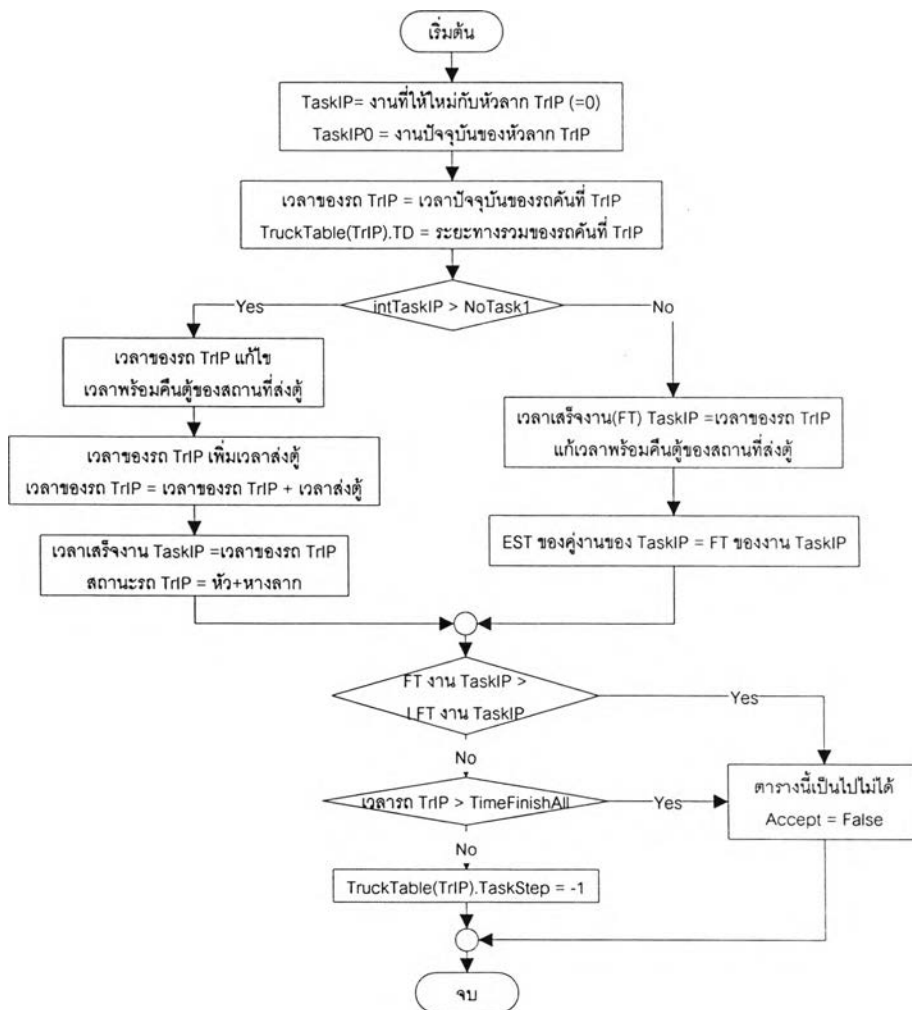 เริ่มต้น
TaskIP= งานที่ให้ใหม่กับหัวลาก TrIP (=0)
TaskIP0 = งานปัจจุบันของหัวลาก TrIP
เวลาของรถ TrIP = เวลาปัจจุบันของรถคันที่ TrIP
TruckTable(TrIP).TD = ระยะทางรวมของรถคันที่ TrIP
intTaskIP > NoTask1
Yes
No
เวลาของรถ TrIP แก้ไข
เวลาพร้อมคืนตู้ของสถานที่ส่งตู้
เวลาของรถ TrIP เพิ่มเวลาส่งตู้
เวลาของรถ TrIP = เวลาของรถ TrIP + เวลาส่งตู้
เวลาเสร็จงาน TaskIP =เวลาของรถ TrIP
สถานะรถ TrIP = หัว+หางลาก
เวลาเสร็จงาน(FT) TaskIP =เวลาของรถ TrIP
แก้เวลาพร้อมคืนตู้ของสถานที่ส่งตู้
EST ของคู่งานของ TaskIP = FT ของงาน TaskIP
FT งาน TaskIP >
LFT งาน TaskIP
Yes
No
เวลารถ TrIP > TimeFinishAll
Yes
ตารางนี้เป็นไปไม่ได้
Accept = False
No
TruckTable(TrIP).TaskStep = -1
จบ